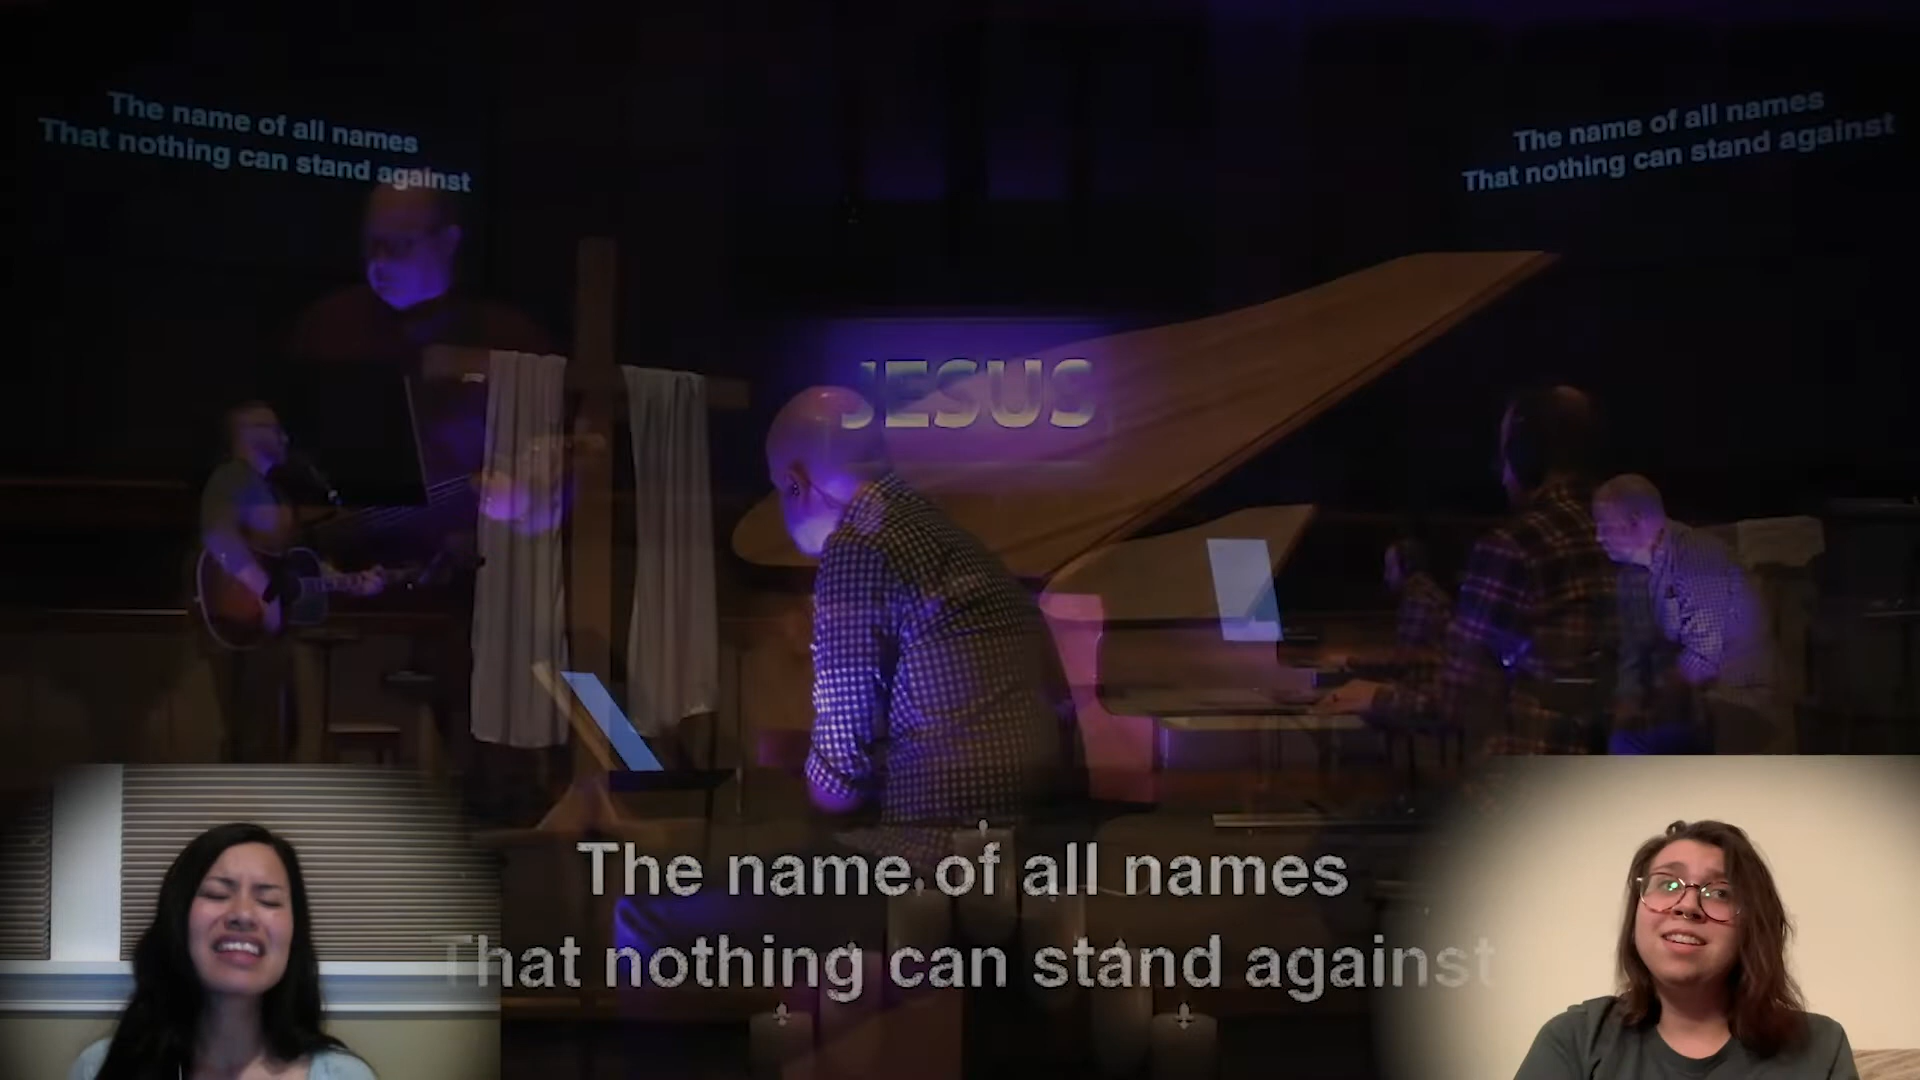 The name of all names
That nothing can stand against
The name of all names
That nothing can stand against
JESUS
The name of all names
That nothing can stand against